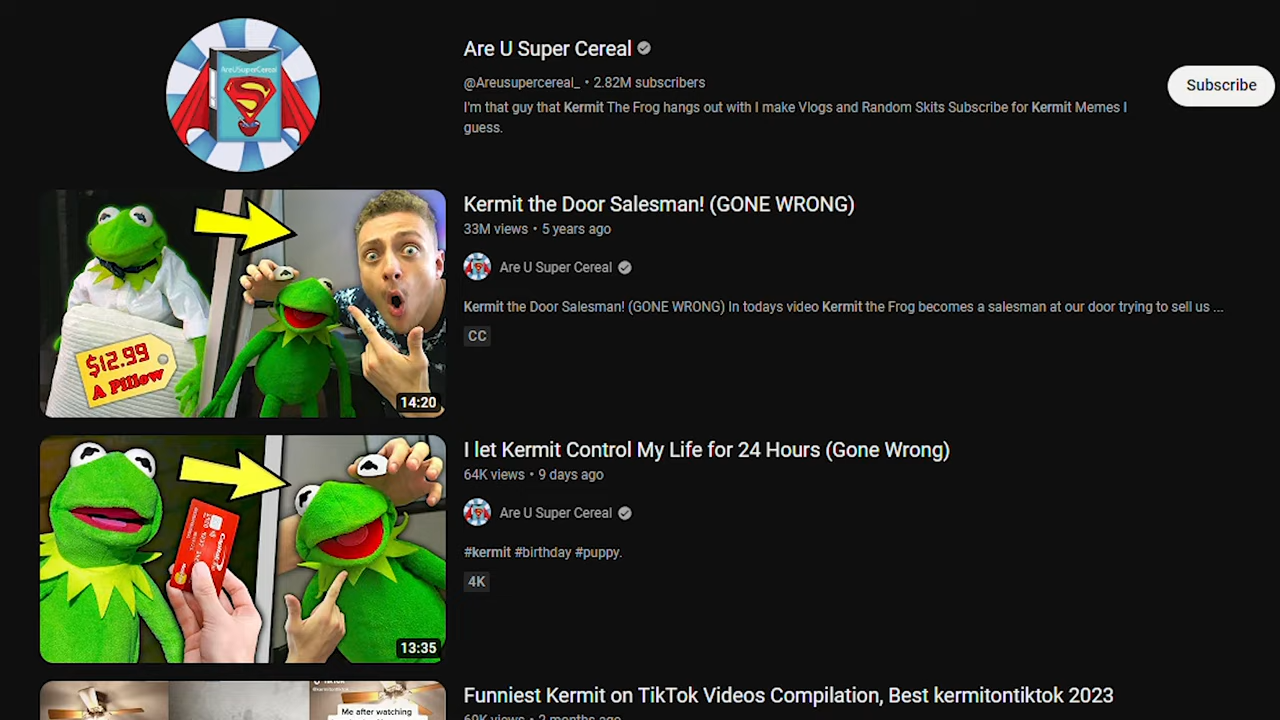 Are U Super Cereal
@Areusupercereal_ • 2.82M subscribers
I'm that guy that Kermit The Frog hangs out with I make Vlogs and Random Skits Subscribe for Kermit Memes I
guess.
Subscribe
AreUSuperCereal
Kermit the Door Salesman! (GONE WRONG)
33M views • 5 years ago
Are U Super Cereal
Kermit the Door Salesman! (GONE WRONG) In todays video Kermit the Frog becomes a salesman at our door trying to sell us ...
CC
$12.99
A Pillow
14:20
I let Kermit Control My Life for 24 Hours (Gone Wrong)
64K views • 9 days ago
Are U Super Cereal
#kermit #birthday #puppy.
4K
13:35
Funniest Kermit on TikTok Videos Compilation, Best kermitontiktok 2023
69K views • 2 months ago
Me after watching